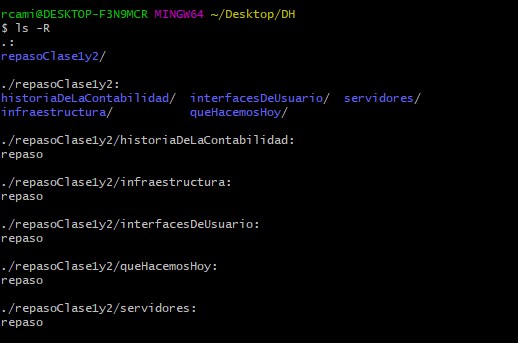 rcami@DESKTOP-F3N9MCR MINGW64 ~/Desktop/DH
$ ls -R
.:
repasoClase1y2/

./repasoClase1y2:
historiaDeLaContabilidad/  interfacesDeUsuario/  servidores/
infraestructura/           queHacemosHoy/

./repasoClase1y2/historiaDeLaContabilidad:
repaso

./repasoClase1y2/infraestructura:
repaso

./repasoClase1y2/interfacesDeUsuario:
repaso

./repasoClase1y2/queHacemosHoy:
repaso

./repasoClase1y2/servidores:
repaso